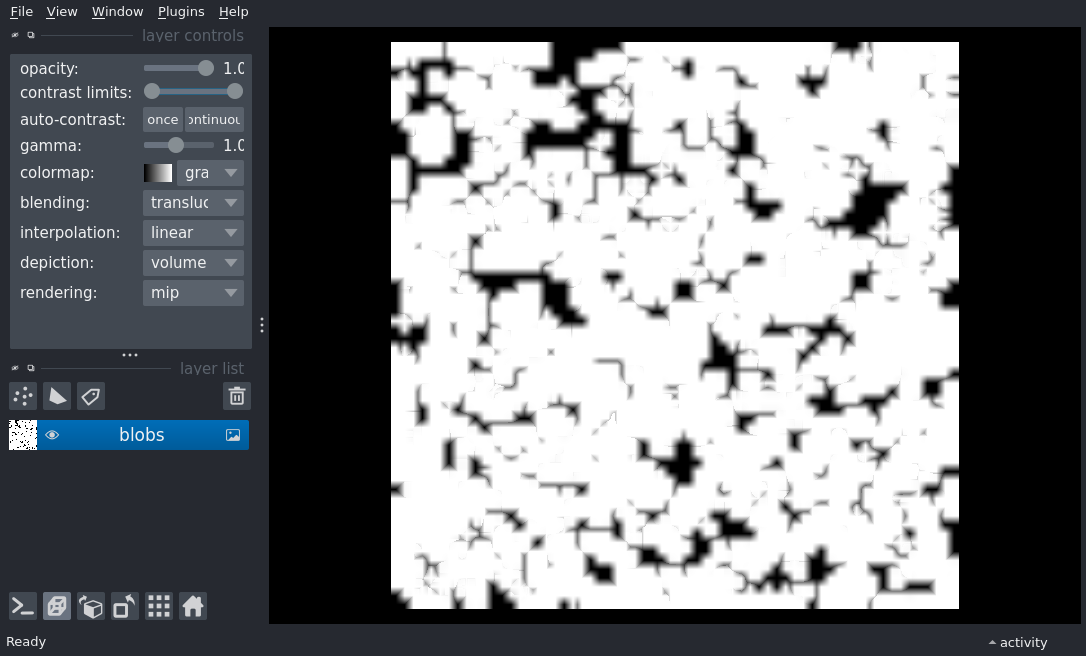 File View Window Plugins Help
layer controls
opacity: 1.0
contrast limits:
auto-contrast: once ontinuou
gamma: 1.0
colormap: gra
blending: transluc
interpolation: linear
depiction: volume
rendering: mip
layer list
blobs
Ready
activity